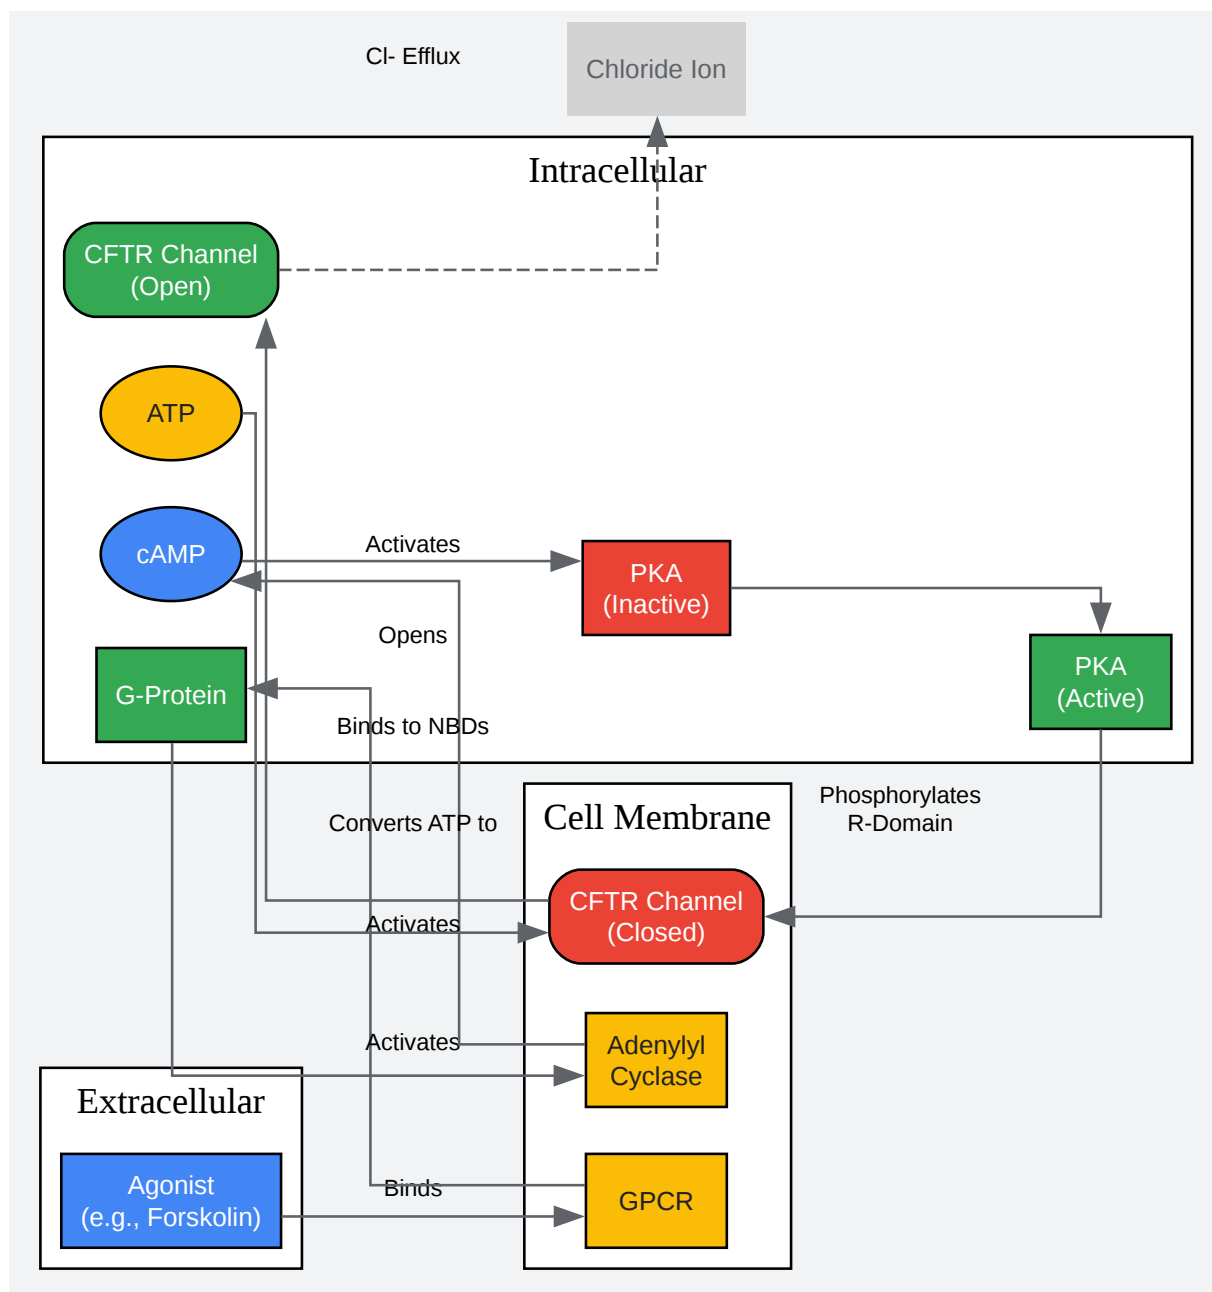 Cl- Efflux
Chloride Ion
Intracellular
CFTR Channel
(Open)
ATP
cAMP
Activates
PKA
(Inactive)
Opens
PKA
(Active)
G-Protein
Binds to NBDs
Phosphorylates
R-Domain
Cell Membrane
Converts ATP to
CFTR Channel
(Closed)
Activates
Activates
Adenylyl
Cyclase
Extracellular
Agonist
(e.g., Forskolin)
Binds
GPCR